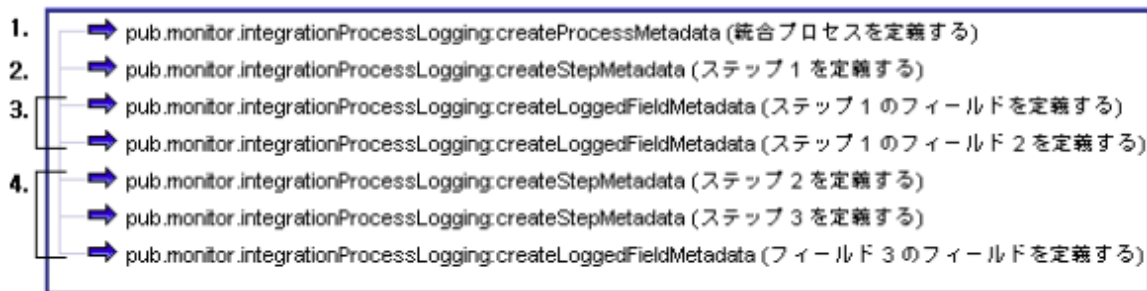 1. pub.monitor.integrationProcessLogging:createProcessMetadata (統合プロセスを定義する)
2. pub.monitor.integrationProcessLogging:createStepMetadata (ステップ 1 を定義する)
3. pub.monitor.integrationProcessLogging:createLoggedFieldMetadata (ステップ 1 のフィールドを定義する)
pub.monitor.integrationProcessLogging:createLoggedFieldMetadata (ステップ 1 のフィールド 2 を定義する)
4. pub.monitor.integrationProcessLogging:createStepMetadata (ステップ 2 を定義する)
pub.monitor.integrationProcessLogging:createStepMetadata (ステップ 3 を定義する)
pub.monitor.integrationProcessLogging:createLoggedFieldMetadata (フィールド 3 のフィールドを定義する)